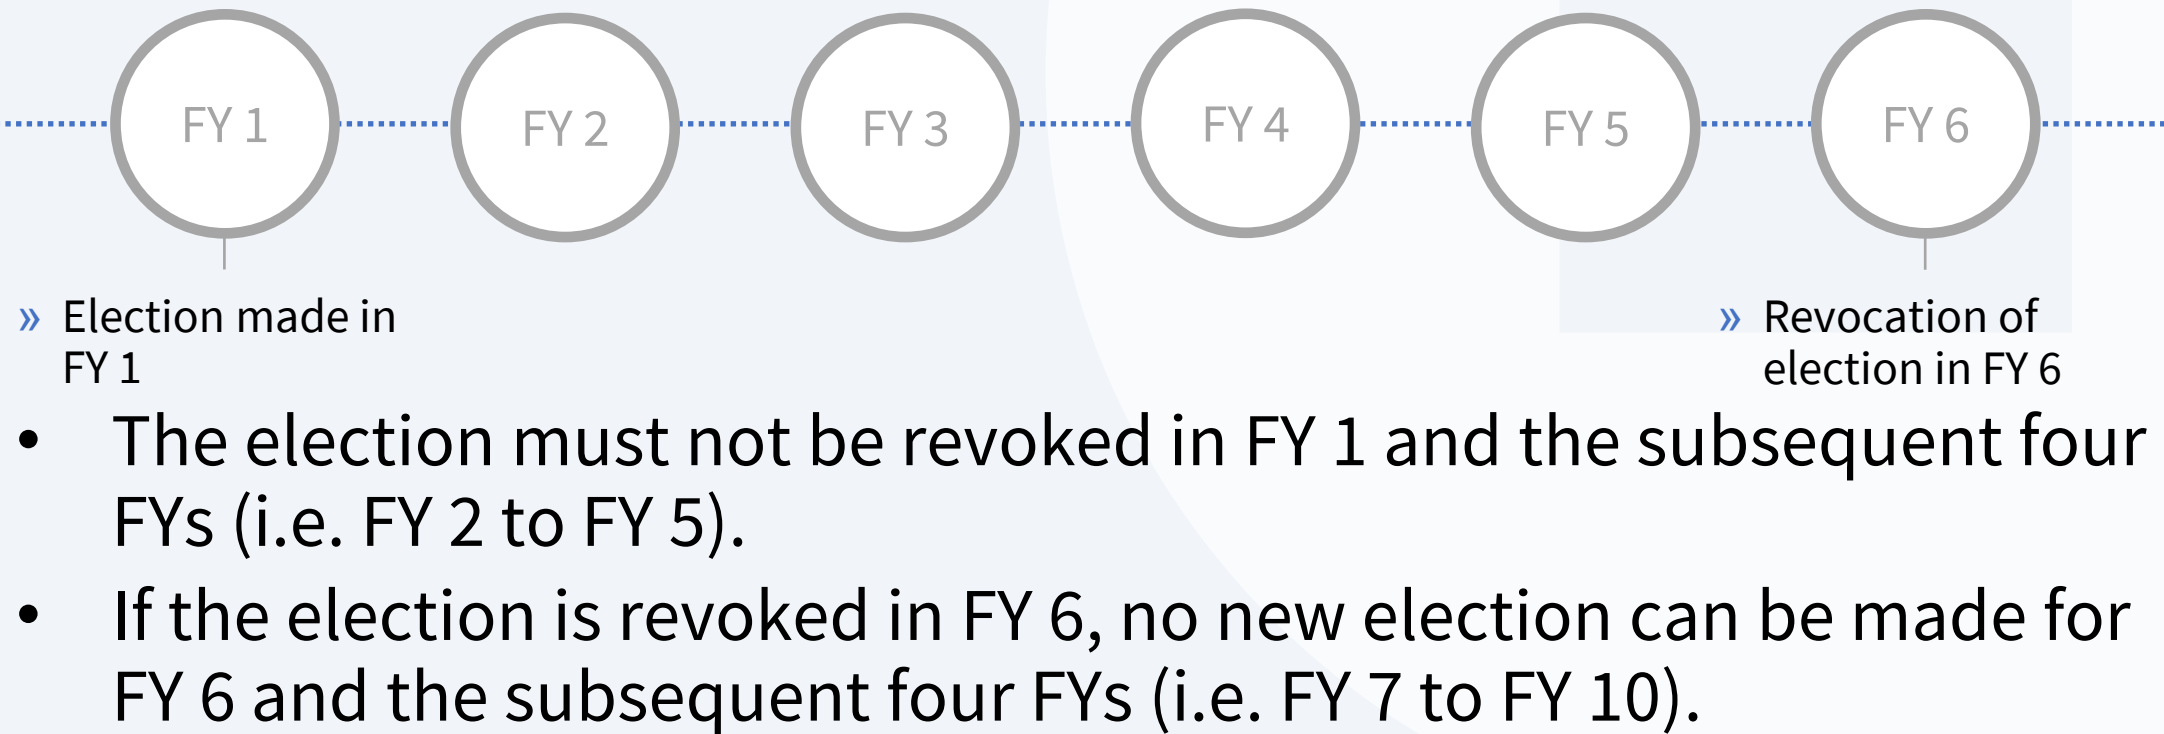 FY 1
FY 2
FY 3
FY 4
FY 5
FY 6
» Election made in
FY 1
» Revocation of
election in FY 6
• The election must not be revoked in FY 1 and the subsequent four
FYs (i.e. FY 2 to FY 5).
• If the election is revoked in FY 6, no new election can be made for
FY 6 and the subsequent four FYs (i.e. FY 7 to FY 10).